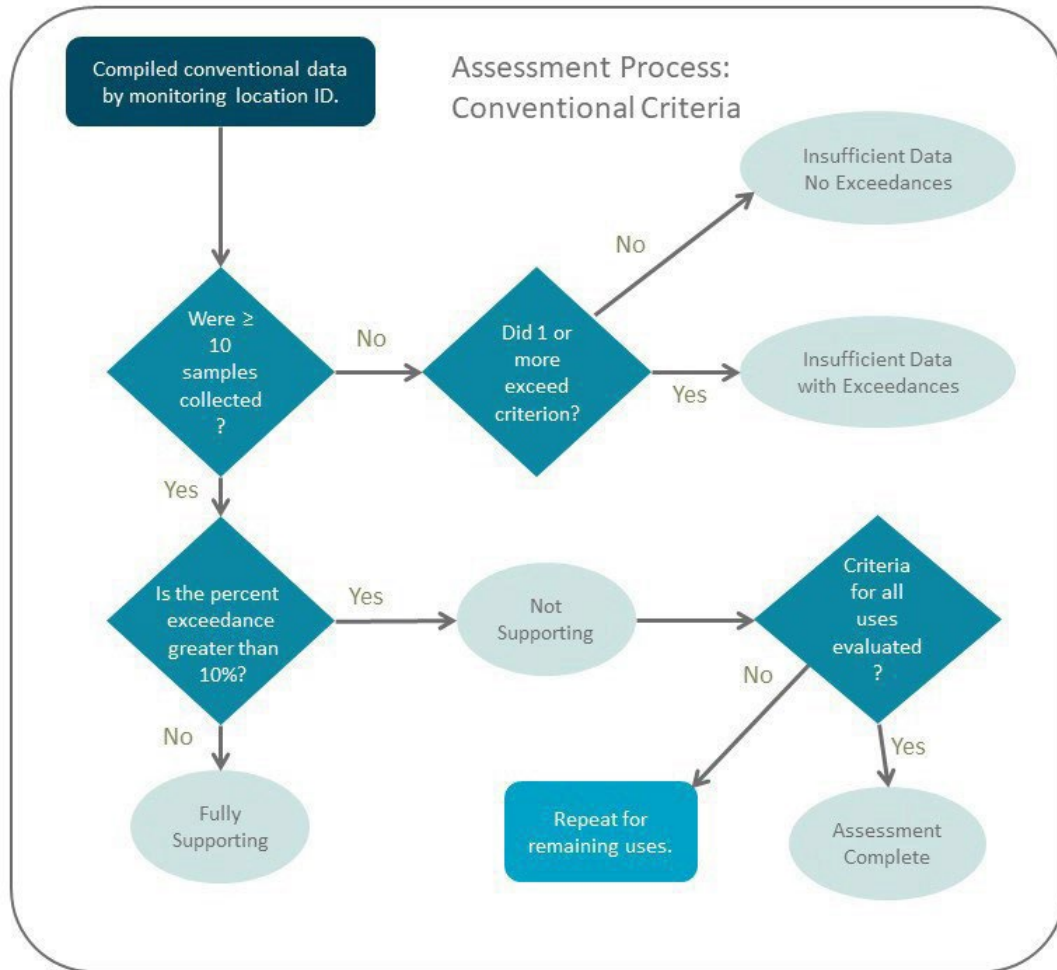 Compiled conventional data
by monitoring location ID.
Assessment Process:
Conventional Criteria
Insufficient Data
No Exceedances
No
Were ≥
10
samples
collected
?
No
Did 1 or
more
exceed
criterion?
Yes
Insufficient Data
with Exceedances
Yes
Is the percent
exceedance
greater than
10%?
Yes
Not
Supporting
Criteria
for all
uses
evaluated
?
No
No
Yes
Fully
Supporting
Repeat for
remaining uses.
Assessment
Complete